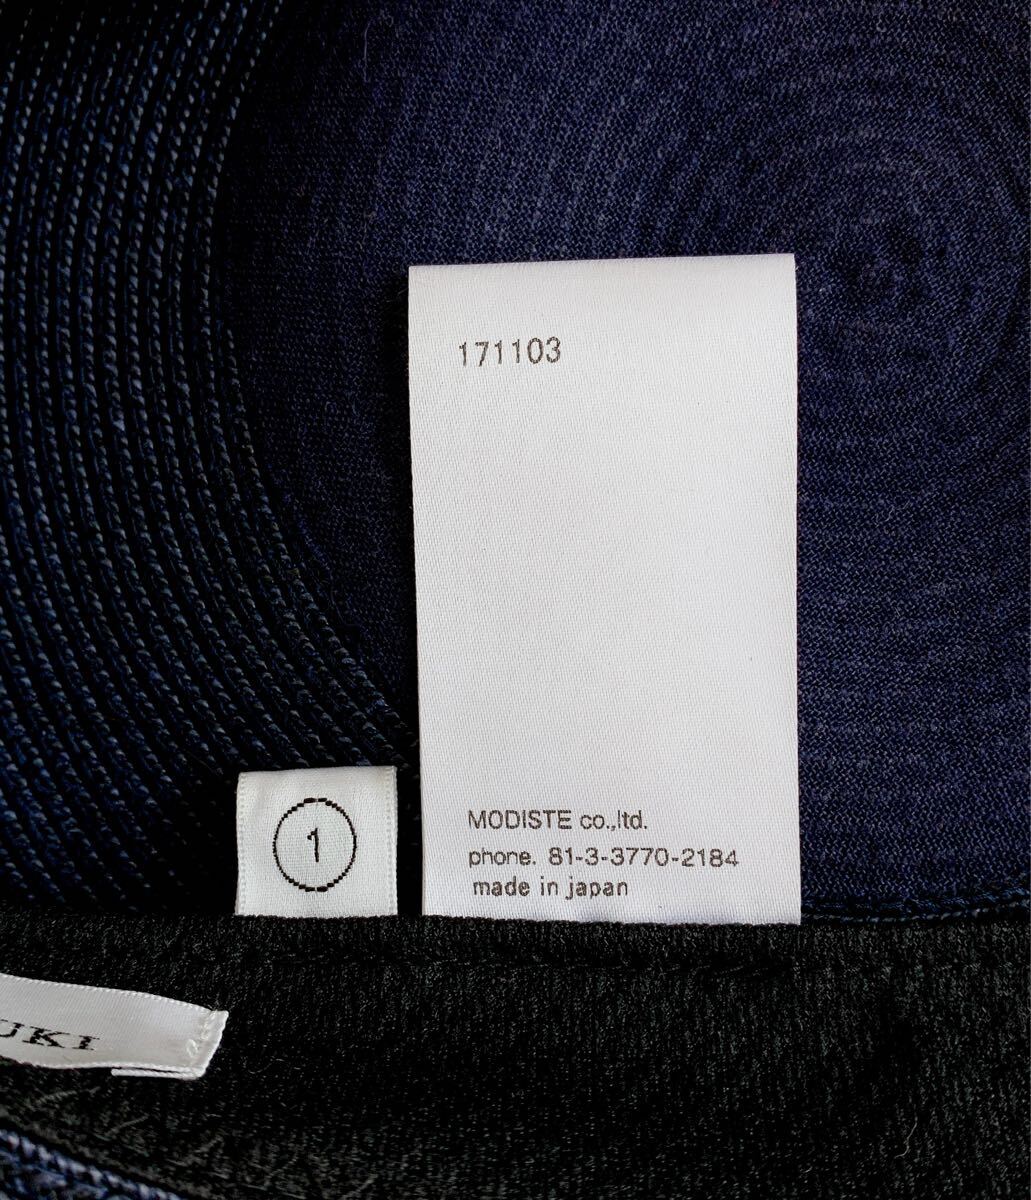 171103
MODISTE co.,ltd.
phone. 81-3-3770-2184
made in japan
1
UKI